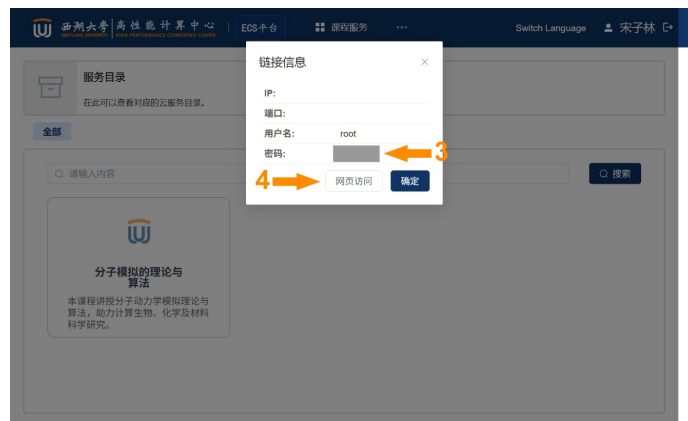 西湖大学 高性能计算中心 ECS平台 课程服务 ··· Switch Language 宋子林
WESTLAKE UNIVERSITY HIGH-PERFORMANCE COMPUTING CENTER
链接信息 ×
服务目录
在此可以查看对应的云服务目录。
IP:
端口:
用户名: root
密码: 3
全部
4 网页访问 确定
请输入内容 搜索
分子模拟的理论与
算法
本课程讲授分子动力学模拟理论与
算法，助力计算生物、化学及材料
科学研究。